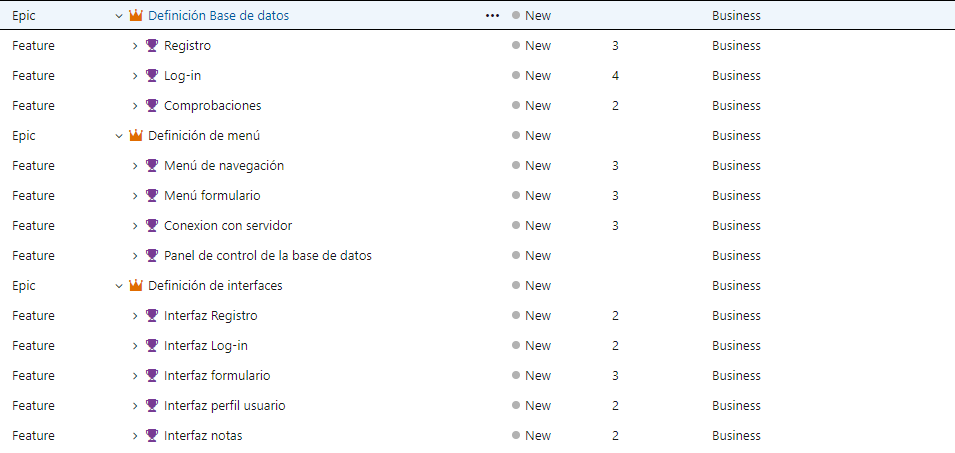 Epic Definición Base de datos ••• New Business
Feature Registro New 3 Business
Feature Log-in New 4 Business
Feature Comprobaciones New 2 Business
Epic Definición de menú New Business
Feature Menú de navegación New 3 Business
Feature Menú formulario New 3 Business
Feature Conexion con servidor New 3 Business
Feature Panel de control de la base de datos New Business
Epic Definición de interfaces New Business
Feature Interfaz Registro New 2 Business
Feature Interfaz Log-in New 2 Business
Feature Interfaz formulario New 3 Business
Feature Interfaz perfil usuario New 2 Business
Feature Interfaz notas New 2 Business